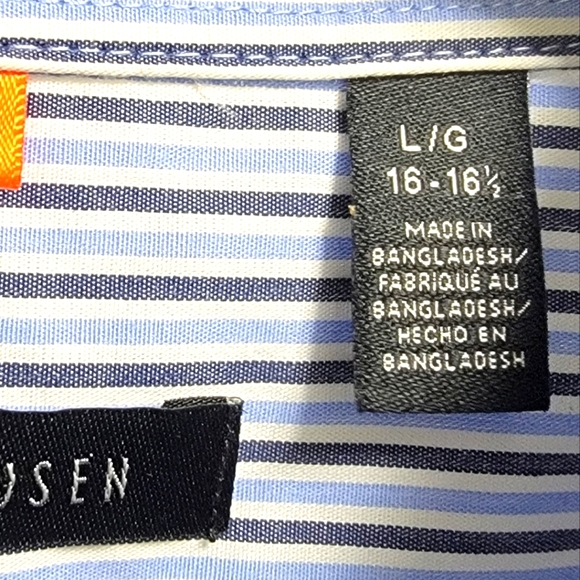 L/G
16-16½
MADE IN
BANGLADESH/
FABRIQUÉ AU
BANGLADESH/
HECHO EN
BANGLADESH
USEN